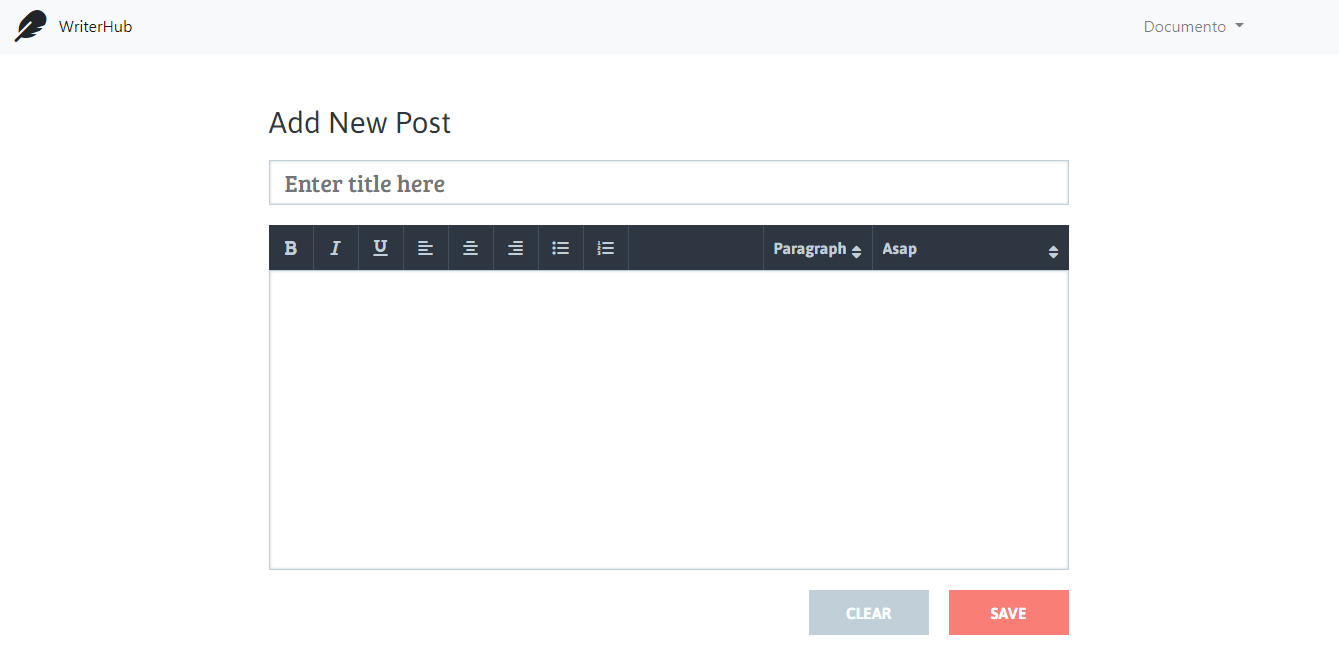 WriterHub
Documento
Add New Post
Enter title here
B I U Paragraph Asap
CLEAR SAVE